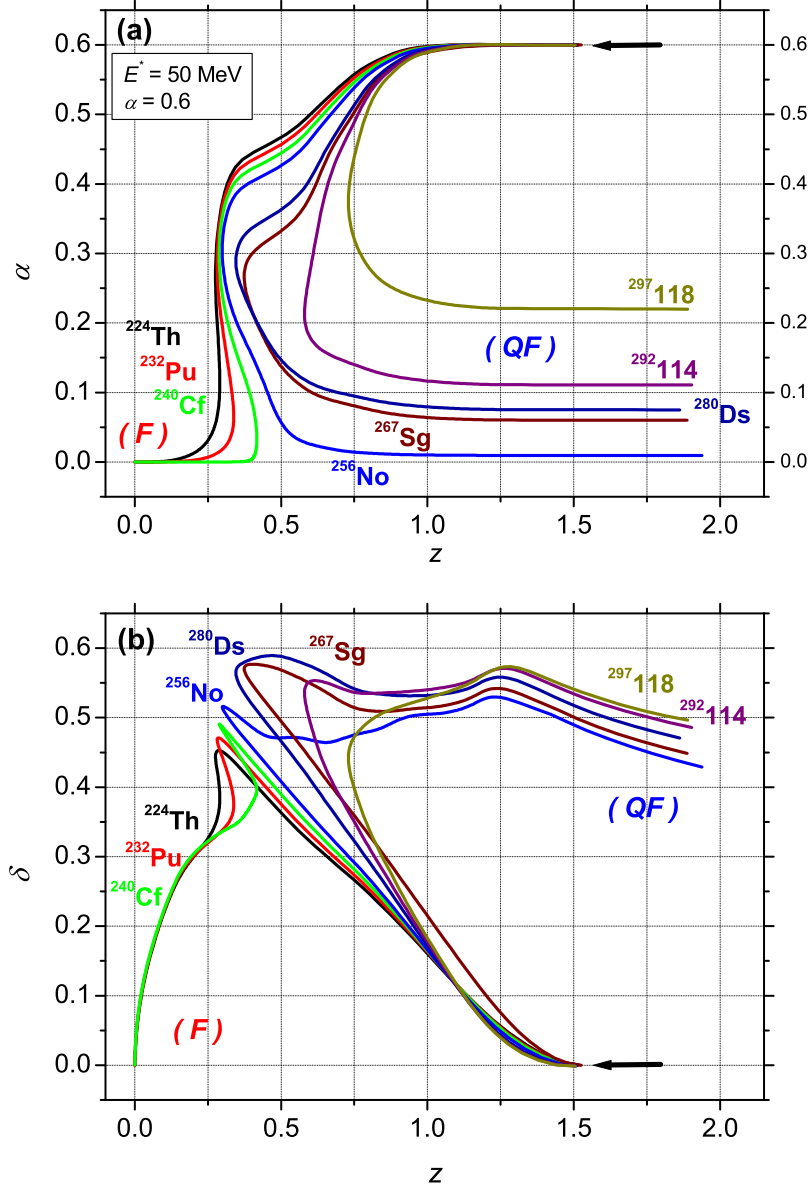 (a)
E* = 50 MeV
α = 0.6
0.6
0.5
0.4
0.3
0.2
0.1
0.0
0.6
0.5
0.4
0.3
0.2
0.1
0.0
α
²⁹⁷118
²²⁴Th
( QF )
²³²Pu
²⁹²114
²⁴⁰Cf
²⁸⁰Ds
( F )
²⁶⁷Sg
²⁵⁶No
0.0 0.5 1.0 1.5 2.0
z
(b)
0.6
0.5
0.4
0.3
0.2
0.1
0.0
δ
²⁸⁰Ds
²⁶⁷Sg
²⁵⁶No
²⁹⁷118
²⁹²114
²²⁴Th
( QF )
²³²Pu
²⁴⁰Cf
( F )
0.0 0.5 1.0 1.5 2.0
z